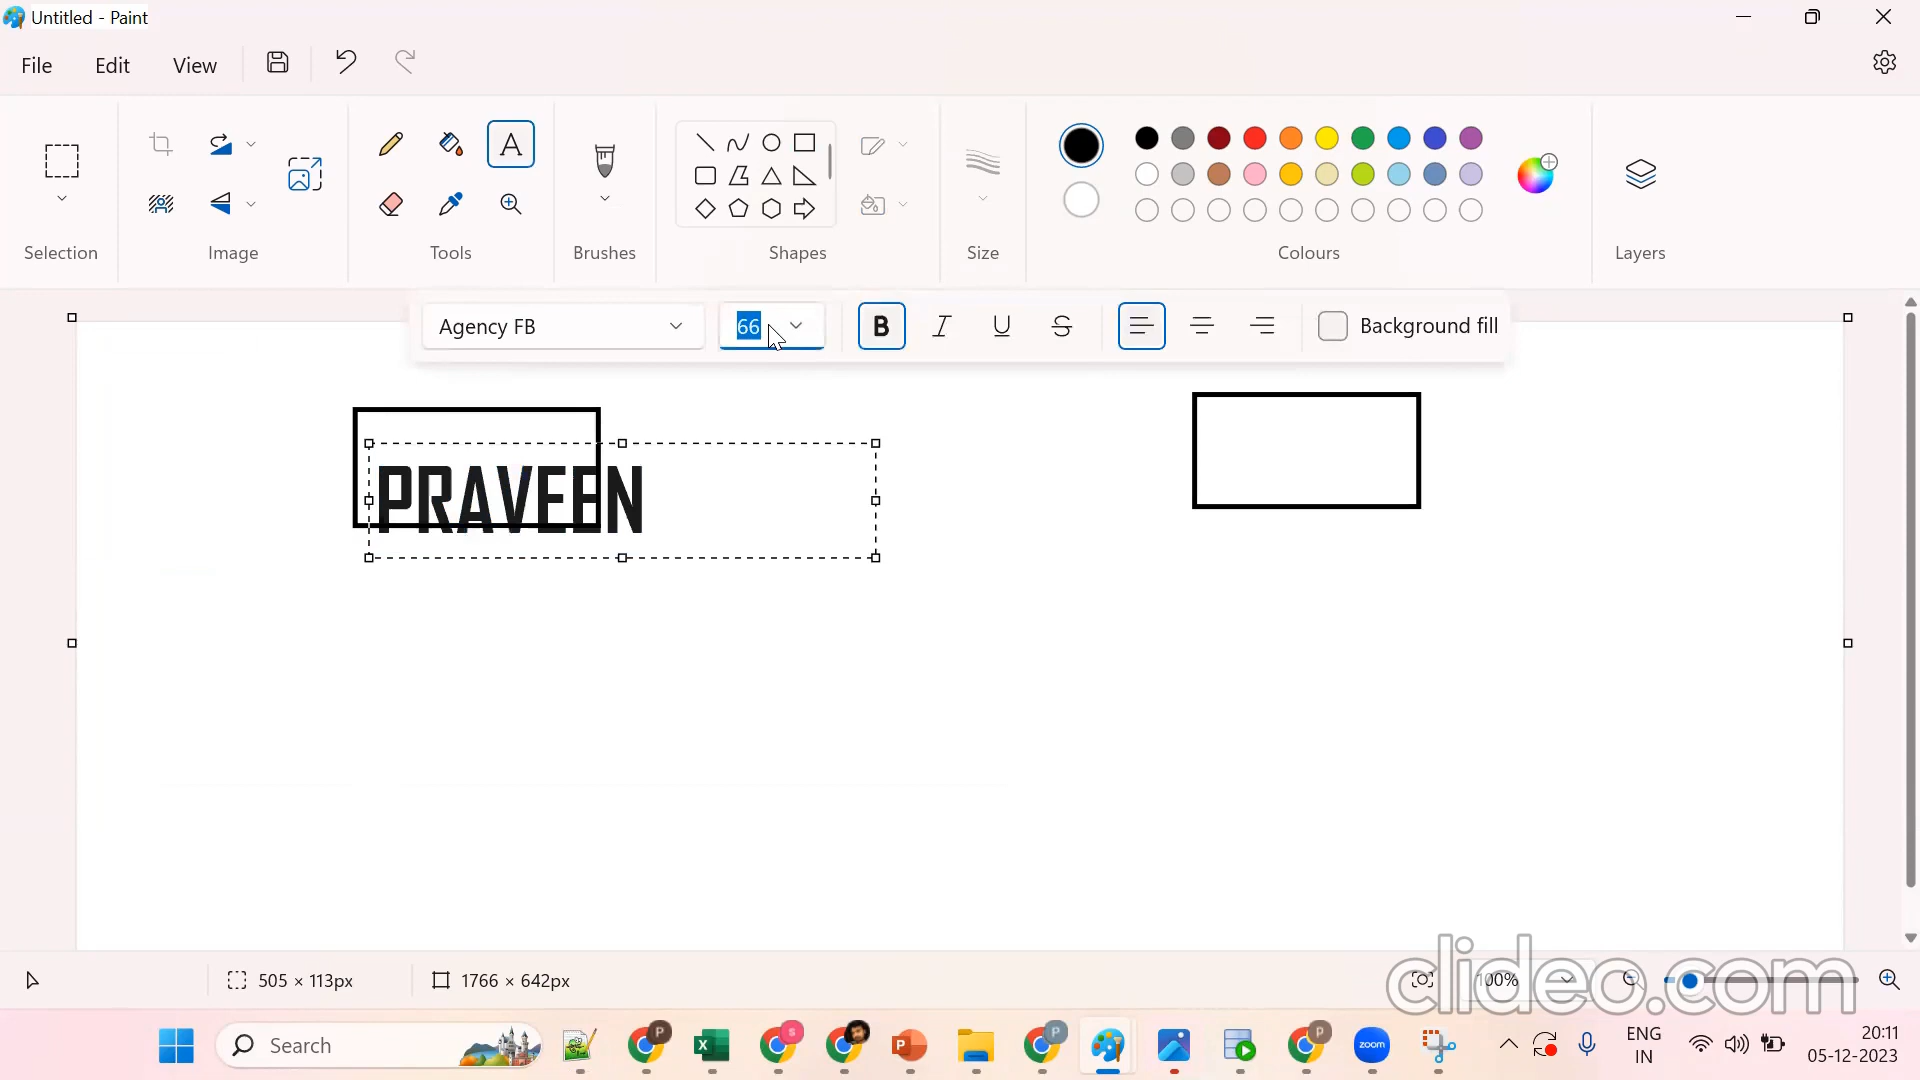 Untitled - Paint
File Edit View
Selection Image Tools Brushes Shapes Size Colours Layers
Agency FB 66 B I U S Background fill
PRAVEEN
505 × 113px 1766 × 642px 100%
clideo.com
Search zoom ENG 20:11
IN 05-12-2023